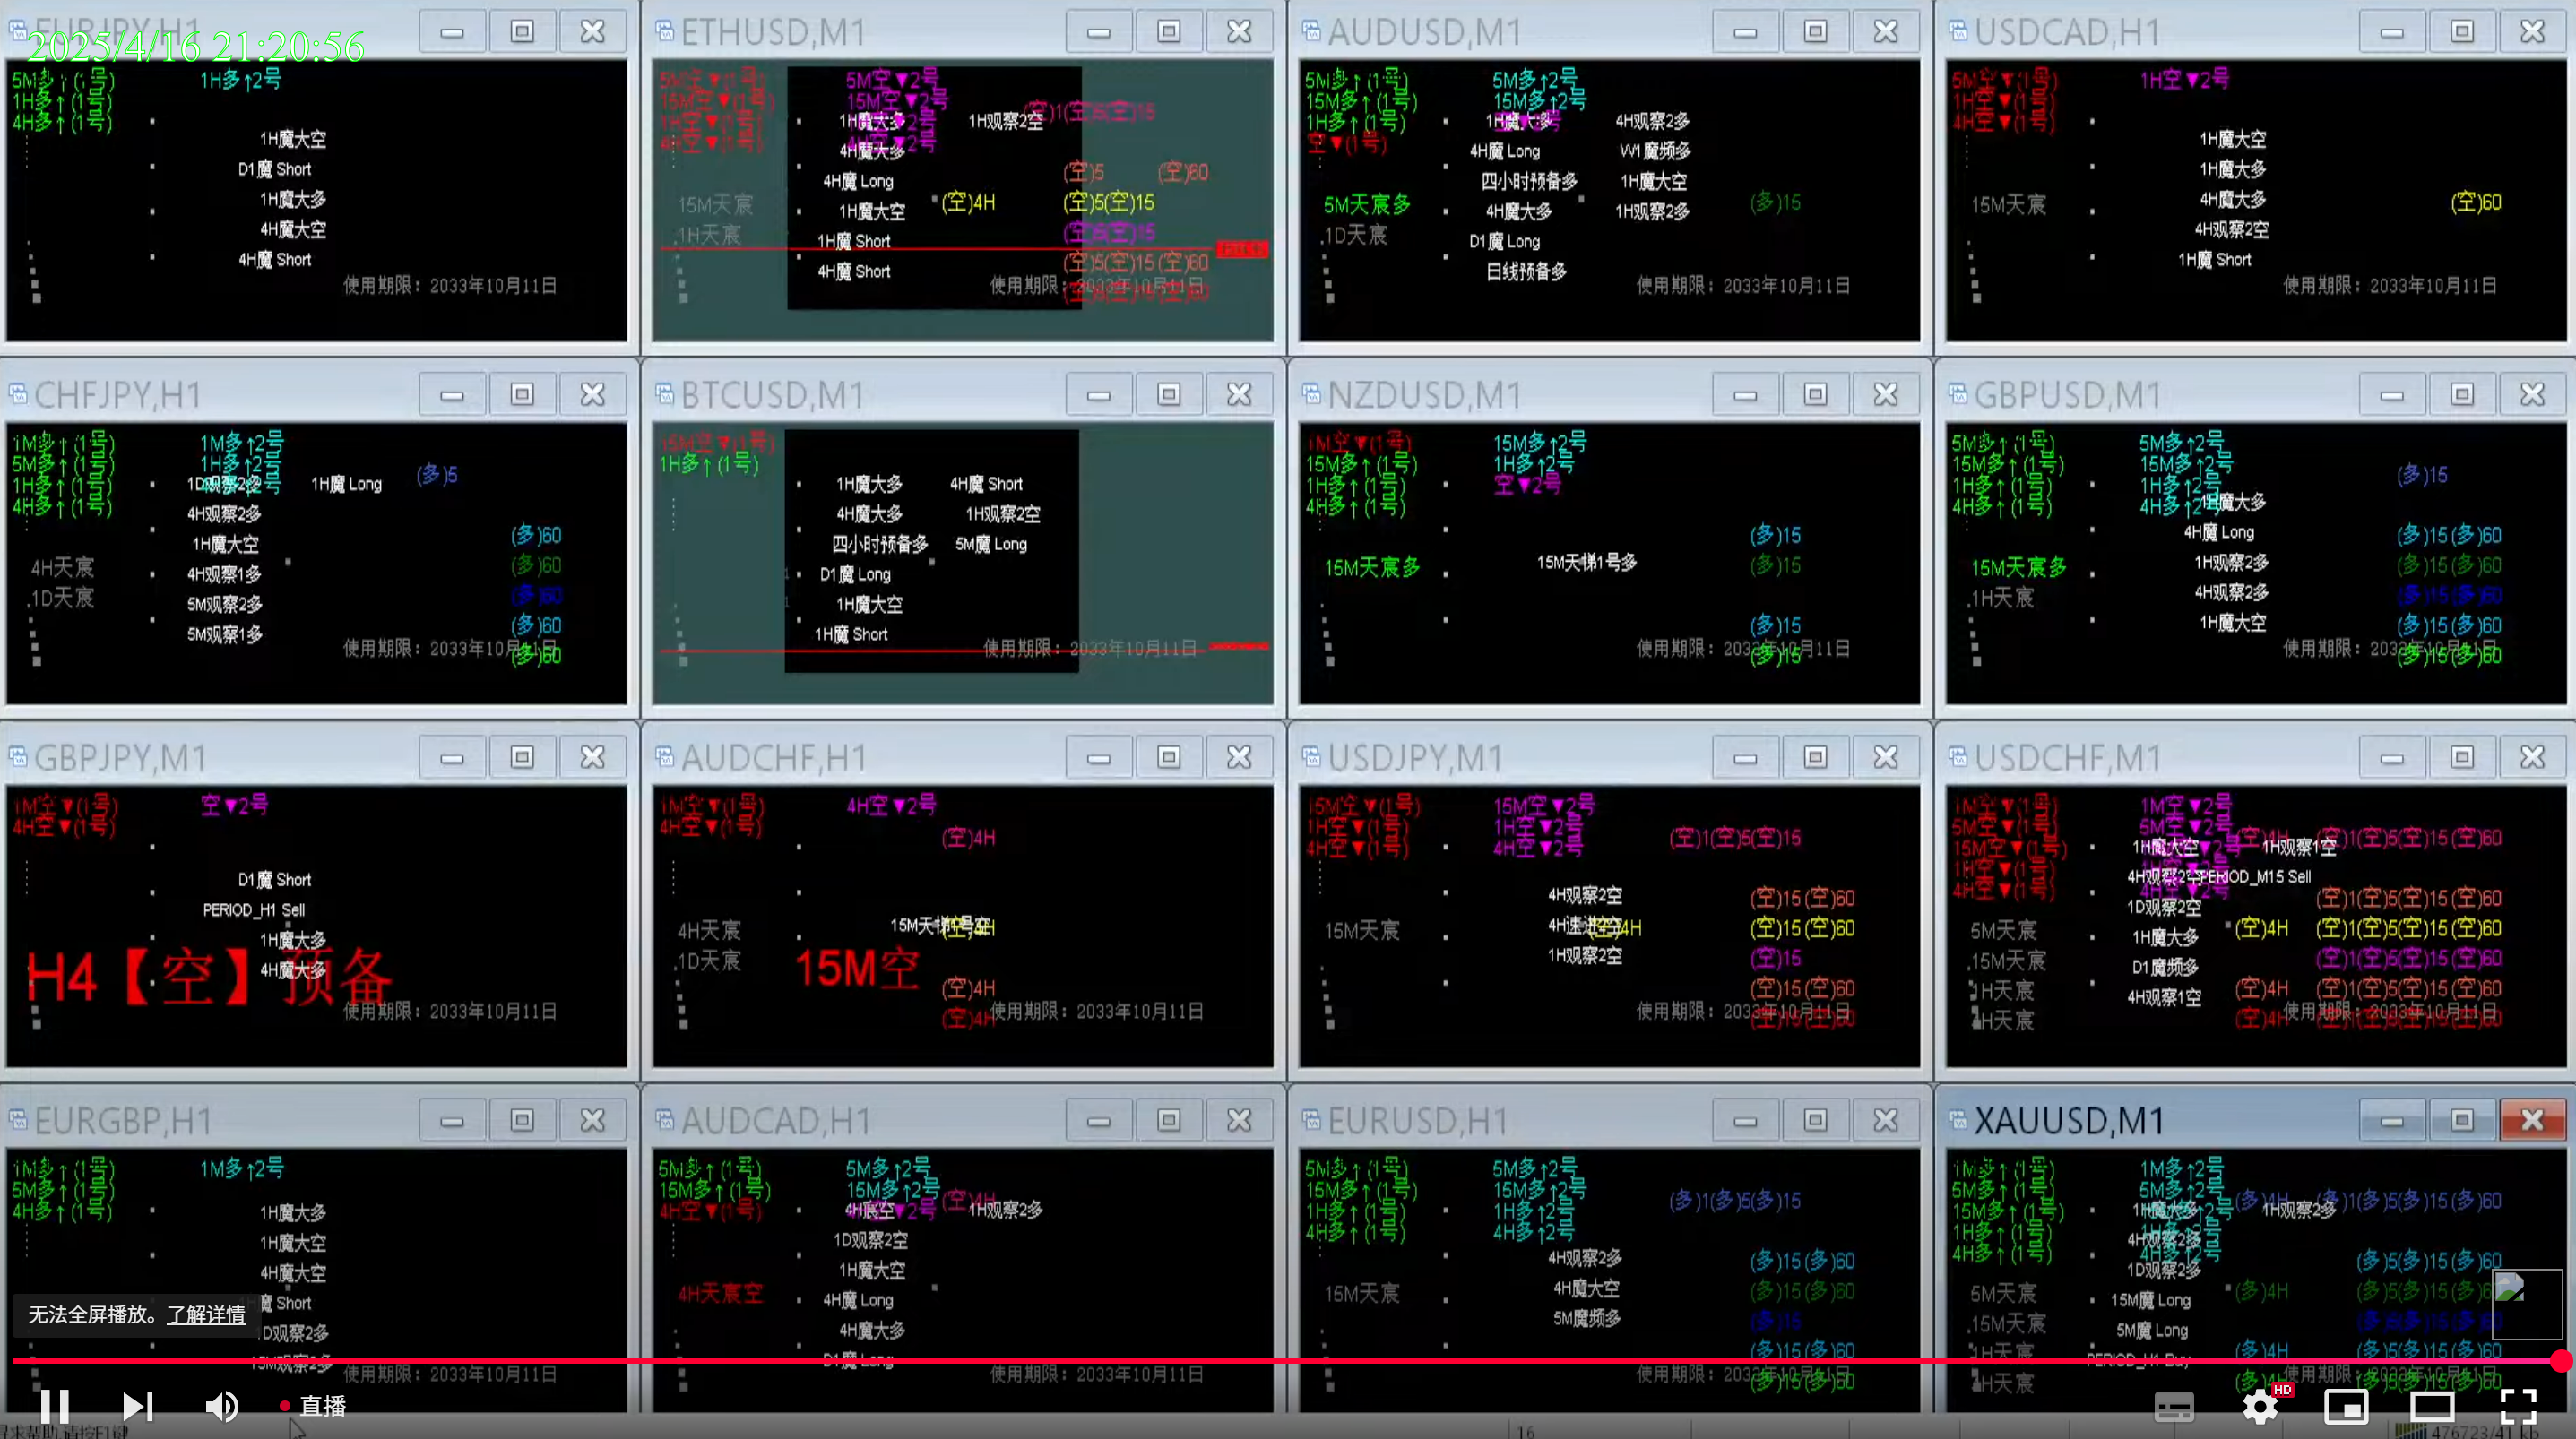 EURJPY,H1
2025/4/16 21:20:56
5M多↑(1号)
1H多↑2号
1H多↑(1号)
4H多↑(1号)
1H魔大空
D1魔 Short
1H魔大多
4H魔大空
4H魔 Short
使用期限：2033年10月11日
ETHUSD,M1
5M空▼(1号)
5M空▼2号
15M空▼(1号)
15M空▼2号
1H魔大多
1H观察2空
4H魔大多
(空)5 (空)60
4H魔 Long
15M天宸
(空)4H
(空)5(空)15
1H魔大空
1H天宸
1H魔 Short
(空)5(空)15(空)60
4H魔 Short
使用期限：2033年10月11日
AUDUSD,M1
5M多↑(1号)
5M多↑2号
15M多↑(1号)
15M多↑2号
1H多↑(1号)
1H魔大多
4H观察2多
空▼(1号)
4H魔 Long
W1魔频多
四小时预备多
1H魔大空
5M天宸多
4H魔大多
1H观察2多
(多)15
.1D天宸
D1魔 Long
日线预备多
使用期限：2033年10月11日
USDCAD,H1
5M空▼(1号)
1H空▼2号
1H空▼(1号)
4H空▼(1号)
1H魔大空
1H魔大多
15M天宸
4H魔大多
(空)60
4H观察2空
1H魔 Short
使用期限：2033年10月11日
CHFJPY,H1
1M多↑(1号)
1M多↑2号
5M多↑(1号)
1H多↑2号
1H多↑(1号)
1H魔 Long
(多)5
4H多↑(1号)
4H观察2多
1H魔大空
(多)60
4H天宸
4H观察1多
(多)60
.1D天宸
5M观察2多
(多)60
5M观察1多
(多)60
使用期限：2033年10月11日
(多)60
BTCUSD,M1
15M空▼(1号)
1H多↑(1号)
1H魔大多
4H魔 Short
4H魔大多
1H观察2空
四小时预备多
5M魔 Long
D1魔 Long
1H魔大空
1H魔 Short
使用期限：2033年10月11日
NZDUSD,M1
1M空▼(1号)
15M多↑2号
15M多↑(1号)
1H多↑2号
1H多↑(1号)
空▼2号
4H多↑(1号)
(多)15
15M天宸多
15M天梯1号多
(多)15
(多)15
使用期限：2033年10月11日
(多)15
GBPUSD,M1
5M多↑(1号)
5M多↑2号
15M多↑(1号)
15M多↑2号
(多)15
1H多↑(1号)
1H多↑2号
4H多↑(1号)
4H多↑2号
1H魔大多
4H魔 Long
(多)15(多)60
15M天宸多
1H观察2多
(多)15(多)60
.1H天宸
4H观察2多
(多)15(多)60
1H魔大空
(多)15(多)60
使用期限：2033年10月11日
(多)15(多)60
GBPJPY,M1
1M空▼(1号)
空▼2号
4H空▼(1号)
D1魔 Short
PERIOD_H1 Sell
1H魔大多
4H魔大多
H4【空】预备
使用期限：2033年10月11日
AUDCHF,H1
1M空▼(1号)
4H空▼2号
4H空▼(1号)
(空)4H
4H天宸
15M天梯1号空
(空)4H
.1D天宸
15M空
(空)4H
(空)4H
使用期限：2033年10月11日
USDJPY,M1
15M空▼(1号)
15M空▼2号
1H空▼(1号)
1H空▼2号
(空)1(空)5(空)15
4H空▼(1号)
4H空▼2号
4H观察2空
(空)15(空)60
15M天宸
4H速进空
(空)4H
(空)15(空)60
1H观察2空
(空)15
(空)15(空)60
使用期限：2033年10月11日
(空)15(空)60
USDCHF,M1
1M空▼(1号)
1M空▼2号
5M空▼(1号)
5M空▼2号
(空)4H
(空)1(空)5(空)15(空)60
15M空▼(1号)
1H魔大空
1H观察1空
1H空▼(1号)
4H观察2空
PERIOD_M15 Sell
4H空▼(1号)
1D观察2空
(空)15(空)60
5M天宸
(空)4H
(空)1(空)5(空)15(空)60
1H魔大多
.15M天宸
D1魔频多
(空)1(空)5(空)15(空)60
1H天宸
4H观察1空
(空)4H
(空)1(空)5(空)15(空)60
4H天宸
(空)4H
使用期限：2033年10月11日
EURGBP,H1
1M多↑(1号)
1M多↑2号
5M多↑(1号)
4H多↑(1号)
1H魔大多
1H魔大空
4H魔大空
魔 Short
1D观察2多
15M观察2多
使用期限：2033年10月11日
AUDCAD,H1
5M多↑(1号)
5M多↑2号
15M多↑(1号)
15M多↑2号
4H空▼(1号)
(空)4H
1H观察2多
1D观察2空
1H魔大空
4H天宸空
4H魔 Long
4H魔大多
D1魔 Long
使用期限：2033年10月11日
EURUSD,H1
5M多↑(1号)
5M多↑2号
15M多↑(1号)
15M多↑2号
(多)1(多)5(多)15
1H多↑(1号)
1H多↑2号
4H多↑(1号)
4H多↑2号
4H观察2多
(多)15(多)60
15M天宸
4H魔大空
(多)15(多)60
5M魔频多
(多)15
(多)15(多)60
使用期限：2033年10月11日
(多)15(多)60
XAUUSD,M1
1M多↑(1号)
1M多↑2号
5M多↑(1号)
5M多↑2号
(多)4H
(多)1(多)5(多)15(多)60
15M多↑(1号)
1H魔大多
1H观察2多
1H多↑(1号)
4H观察2多
4H多↑(1号)
1D观察2多
(多)5(多)15(多)60
5M天宸
15M魔 Long
(多)4H
.15M天宸
5M魔 Long
1H天宸
PERIOD_H1 Buy
(多)4H
(多)5(多)15(多)60
4H天宸
使用期限：2033年10月11日
无法全屏播放。了解详情
直播
HD
16
476723/41 kb